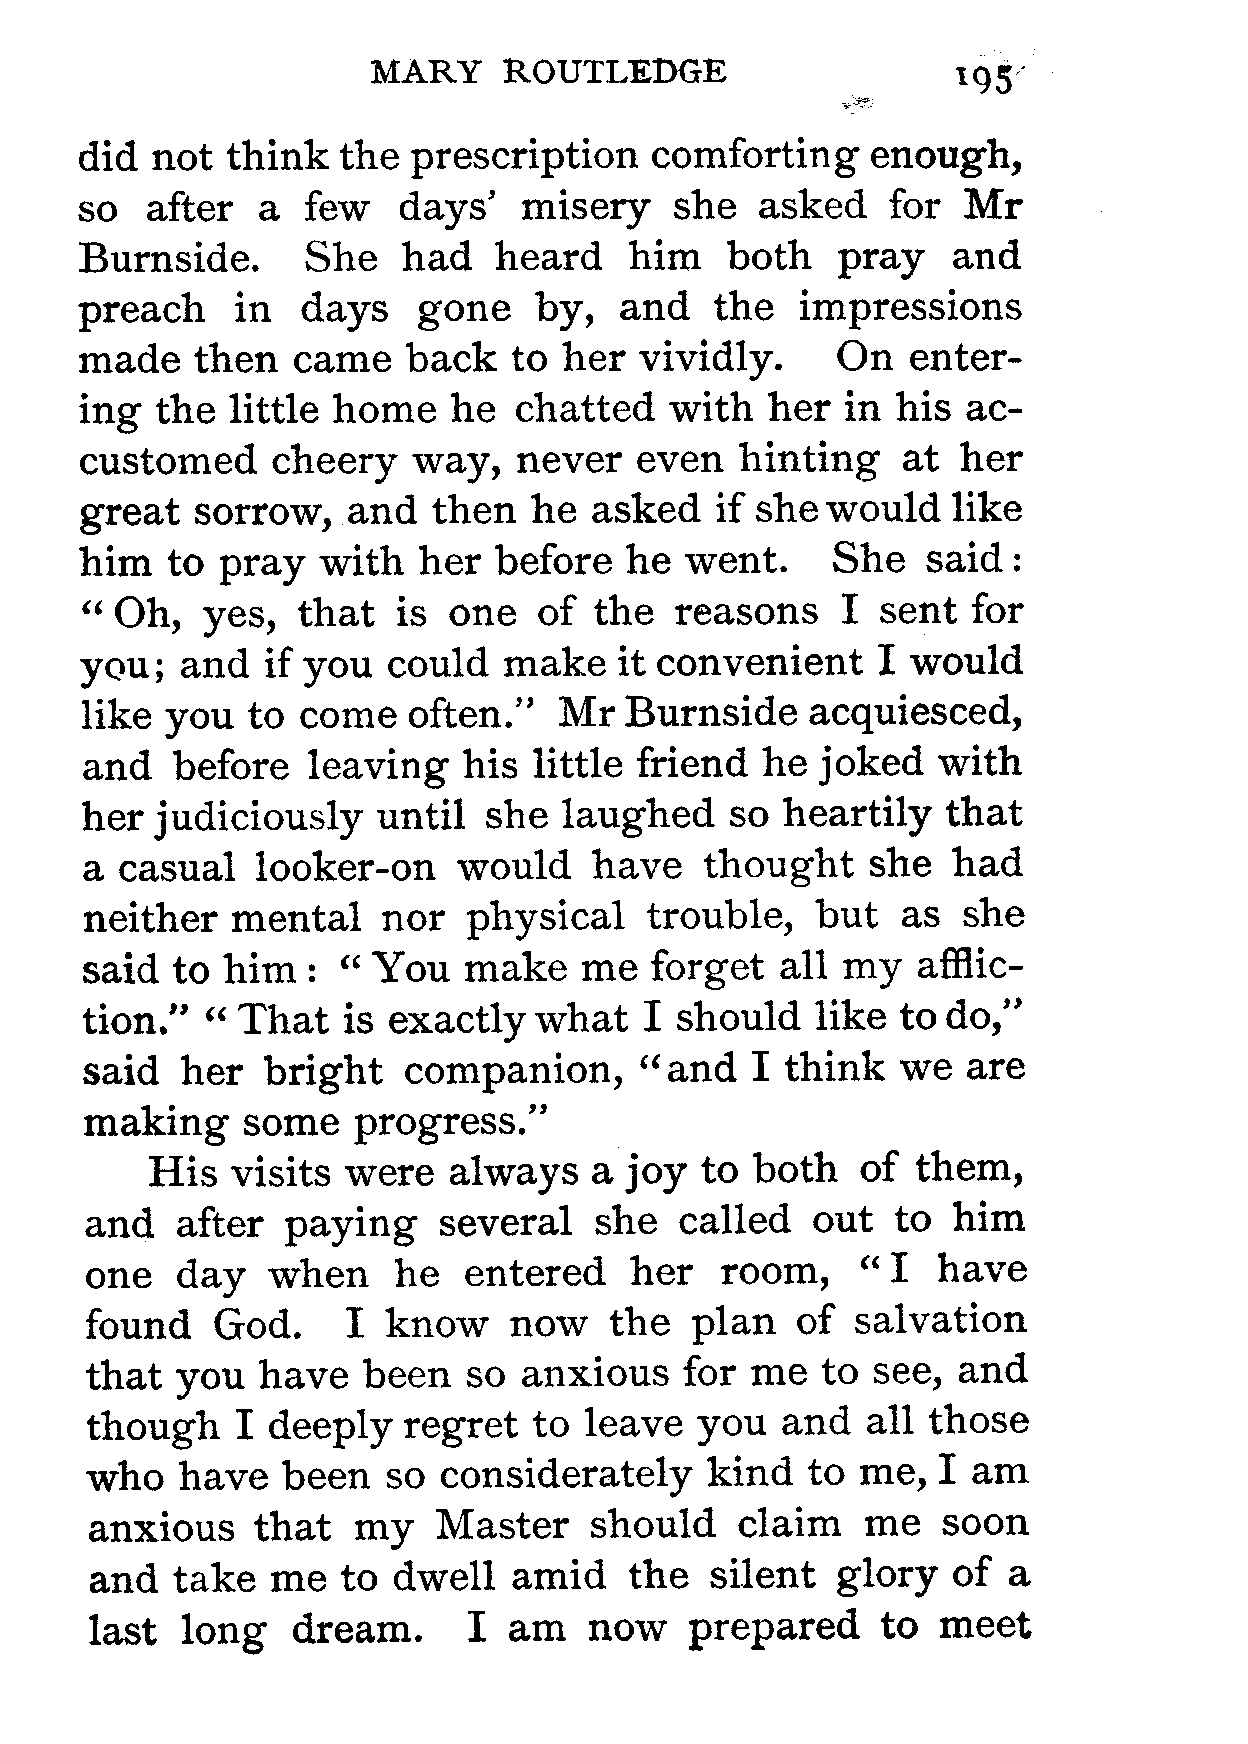 MARY ROUTLEDGE 195
did not think the prescription comforting enough,
so after a few days' misery she asked for Mr
Burnside. She had heard him both pray and
preach in days gone by, and the impressions
made then came back to her vividly. On enter-
ing the little home he chatted with her in his ac-
customed cheery way, never even hinting at her
great sorrow, and then he asked if she would like
him to pray with her before he went. She said:
"Oh, yes, that is one of the reasons I sent for
you; and if you could make it convenient I would
like you to come often." Mr Burnside acquiesced,
and before leaving his little friend he joked with
her judiciously until she laughed so heartily that
a casual looker-on would have thought she had
neither mental nor physical trouble, but as she
said to him: "You make me forget all my afflic-
tion." "That is exactly what I should like to do,"
said her bright companion, "and I think we are
making some progress."
His visits were always a joy to both of them,
and after paying several she called out to him
one day when he entered her room, "I have
found God. I know now the plan of salvation
that you have been so anxious for me to see, and
though I deeply regret to leave you and all those
who have been so considerately kind to me, I am
anxious that my Master should claim me soon
and take me to dwell amid the silent glory of a
last long dream. I am now prepared to meet